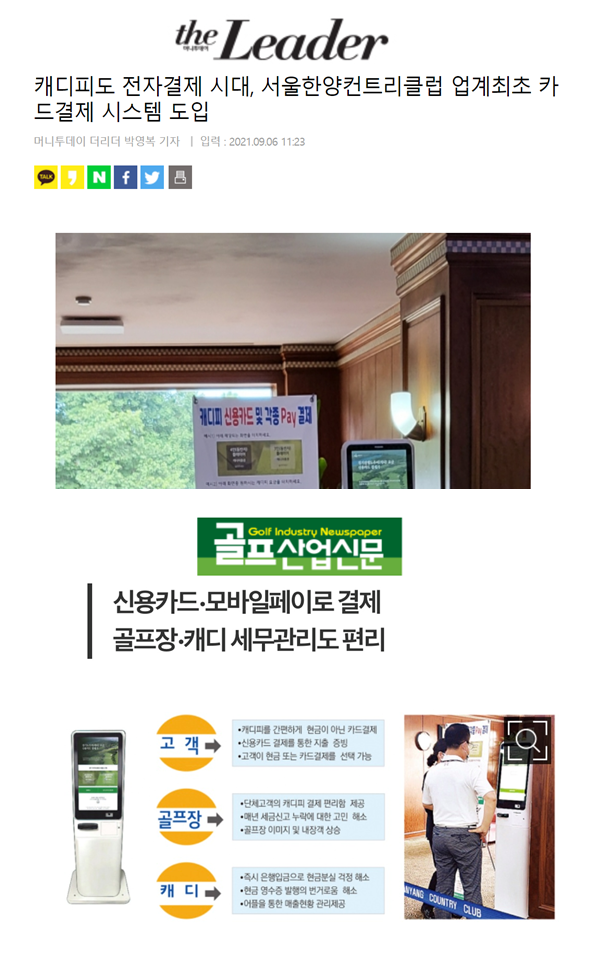 the Leader
머니투데이
캐디피도 전자결제 시대, 서울한양컨트리클럽 업계최초 카
드결제 시스템 도입
머니투데이 더리더 박영복 기자 | 입력 : 2021.09.06 11:23
TALK
N
f
캐디피 신용카드 및 각종 Pay 결제
Golf Industry Newspaper
골프산업신문
신용카드·모바일페이로 결제
골프장·캐디 세무관리도 편리
고 객
•캐디피를 간편하게 현금이 아닌 카드결제
•신용카드 결제를 통한 지출 증빙
•고객이 현금 또는 카드결제를 선택 가능
골프장
•단체고객의 캐디피 결제 편리함 제공
•매년 세금신고 누락에 대한 고민 해소
•골프장 이미지 및 내장객 상승
캐 디
•즉시 은행입금으로 현금분실 걱정 해소
•현금 영수증 발행의 번거로움 해소
•어플을 통한 매출현황 관리제공
NYANG COUNTRY CLUB